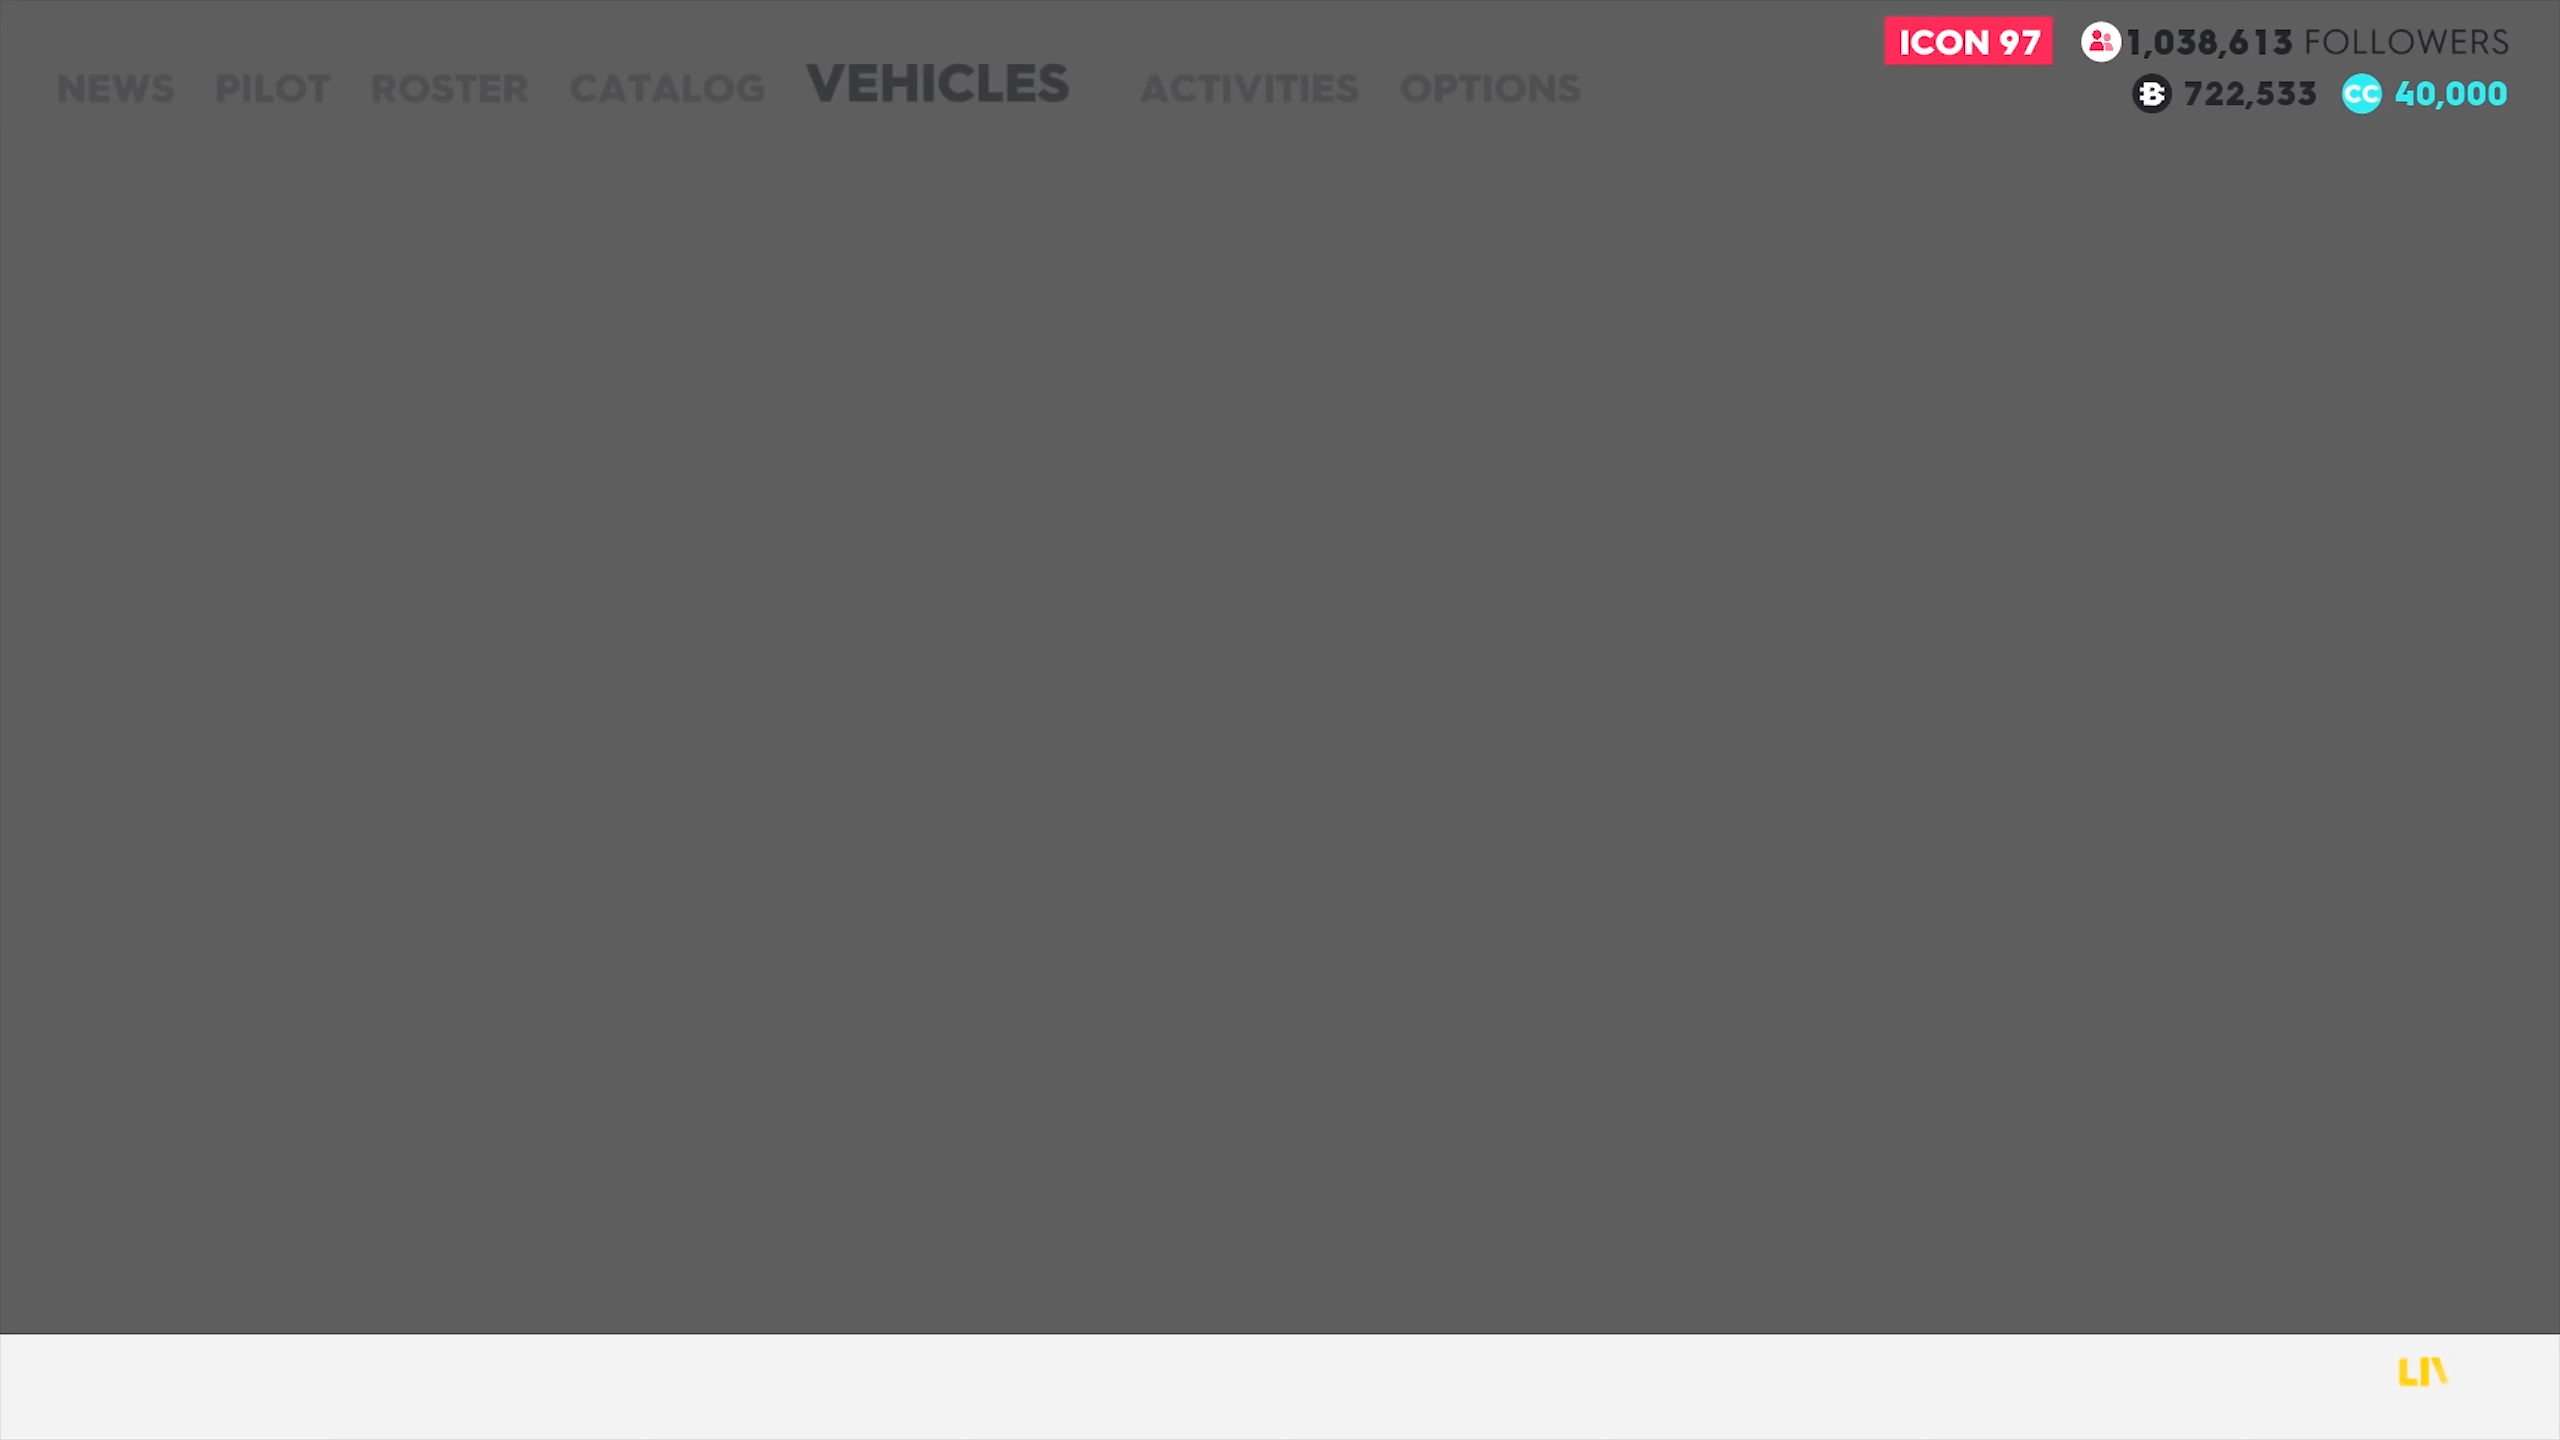 ICON 97 1,038,613 FOLLOWERS
NEWS PILOT ROSTER CATALOG VEHICLES ACTIVITIES OPTIONS
722,533 CC 40,000